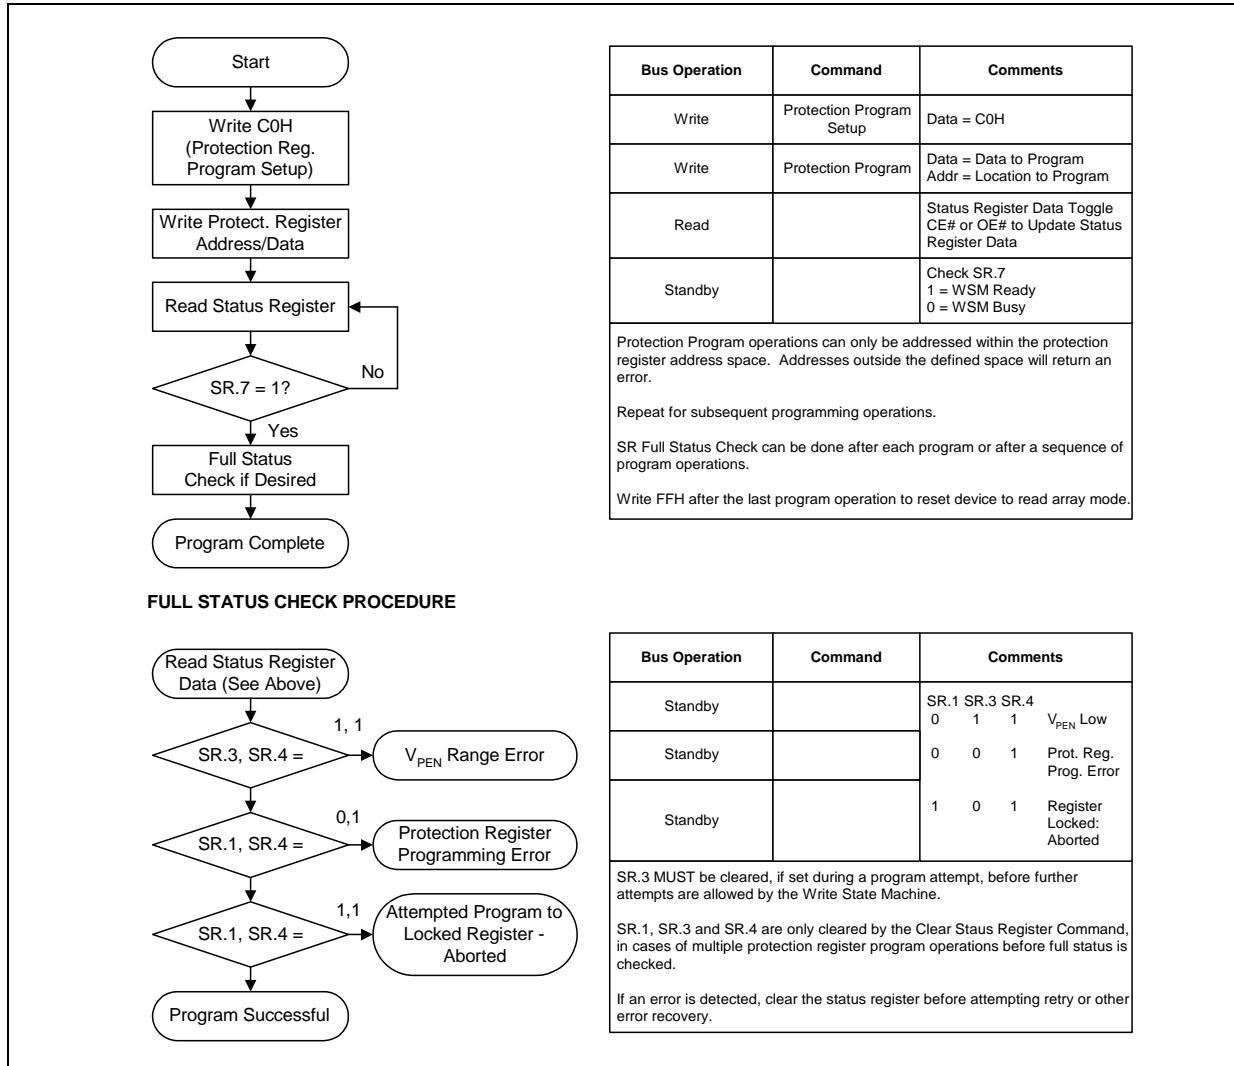 Start
Write C0H
(Protection Reg.
Program Setup)
Write Protect. Register
Address/Data
Read Status Register
No
SR.7 = 1?
Yes
Full Status
Check if Desired
Program Complete
Bus Operation Command Comments
Write Protection Program
Setup Data = C0H
Write Protection Program Data = Data to Program
Addr = Location to Program
Read Status Register Data Toggle
CE# or OE# to Update Status
Register Data
Standby Check SR.7
1 = WSM Ready
0 = WSM Busy
Protection Program operations can only be addressed within the protection
register address space. Addresses outside the defined space will return an
error.
Repeat for subsequent programming operations.
SR Full Status Check can be done after each program or after a sequence of
program operations.
Write FFH after the last program operation to reset device to read array mode.
FULL STATUS CHECK PROCEDURE
Read Status Register
Data (See Above)
1, 1
SR.3, SR.4 =
VPEN Range Error
0,1
SR.1, SR.4 =
Protection Register
Programming Error
1,1
SR.1, SR.4 =
Attempted Program to
Locked Register -
Aborted
Program Successful
Bus Operation Command Comments
Standby SR.1 SR.3 SR.4
0 1 1 VPEN Low
Standby 0 0 1 Prot. Reg.
Prog. Error
Standby 1 0 1 Register
Locked:
Aborted
SR.3 MUST be cleared, if set during a program attempt, before further
attempts are allowed by the Write State Machine.
SR.1, SR.3 and SR.4 are only cleared by the Clear Staus Register Command,
in cases of multiple protection register program operations before full status is
checked.
If an error is detected, clear the status register before attempting retry or other
error recovery.